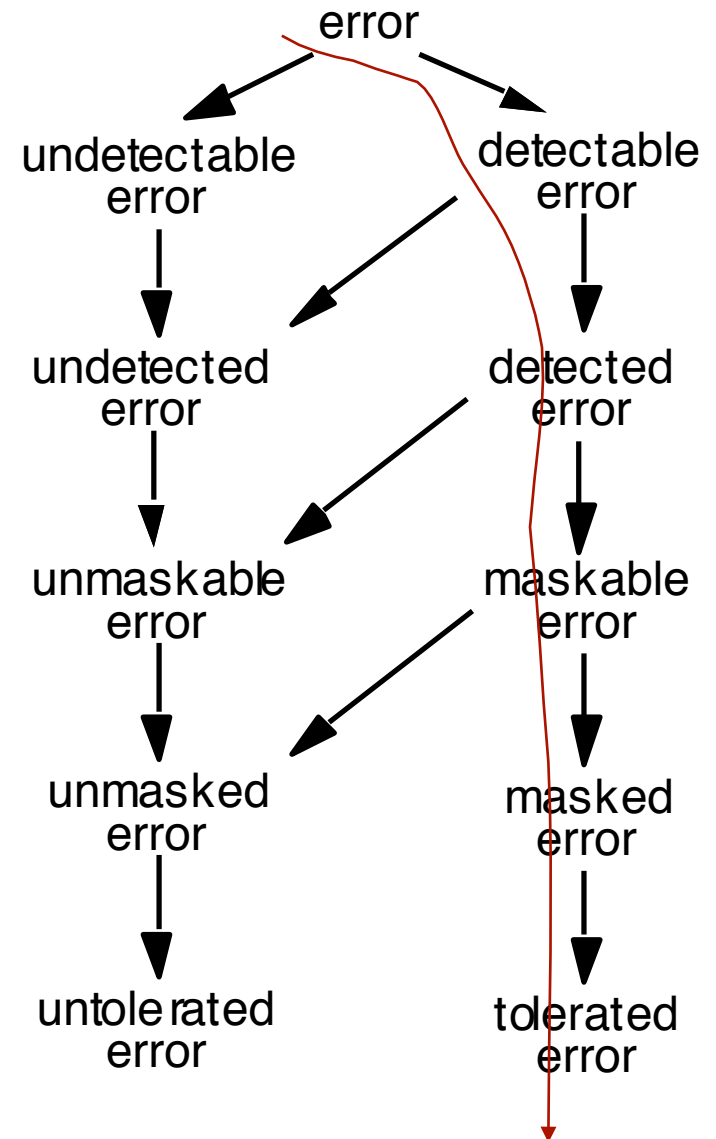 error
undetectable
error
detectable
error
undetected
error
detected
error
unmaskable
error
maskable
error
unmasked
error
masked
error
untolerated
error
tolerated
error